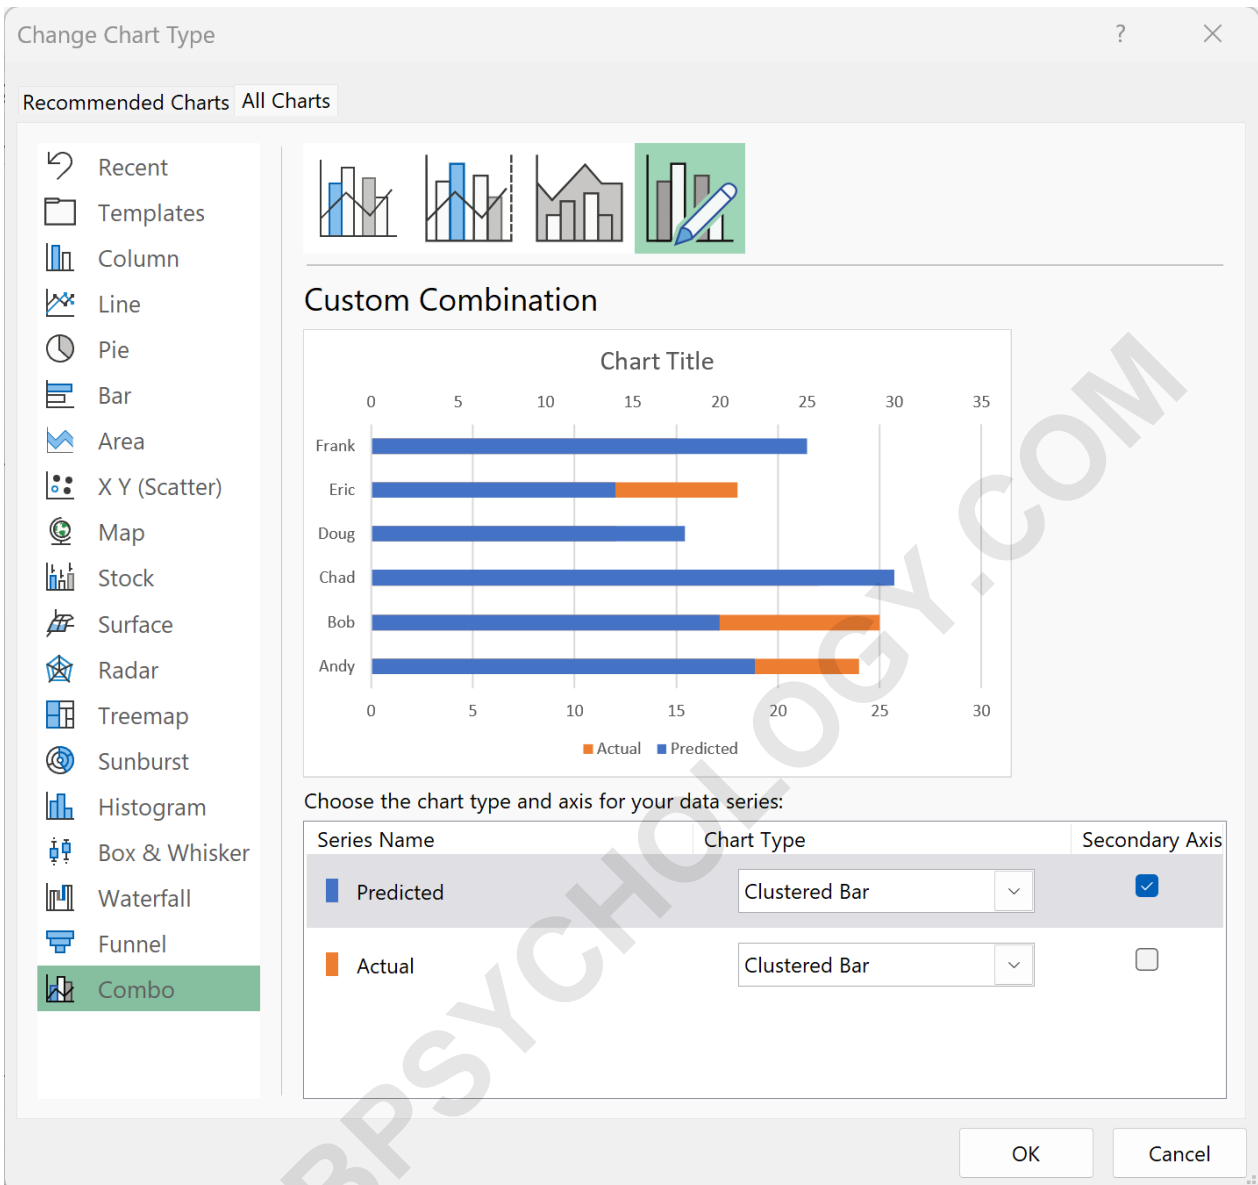 Change Chart Type
?
Recommended Charts
All Charts
Recent
Templates
Column
Line
Pie
Bar
Area
X Y (Scatter)
Map
Stock
Surface
Radar
Treemap
Sunburst
Histogram
Box & Whisker
Waterfall
Funnel
Combo
Custom Combination
Chart Title
0 5 10 15 20 25 30 35
Frank
Eric
Doug
Chad
Bob
Andy
0 5 10 15 20 25 30
Actual Predicted
Choose the chart type and axis for your data series:
Series Name Chart Type Secondary Axis
Predicted Clustered Bar
Actual Clustered Bar
OK Cancel
BPSYCHOLOGY.COM